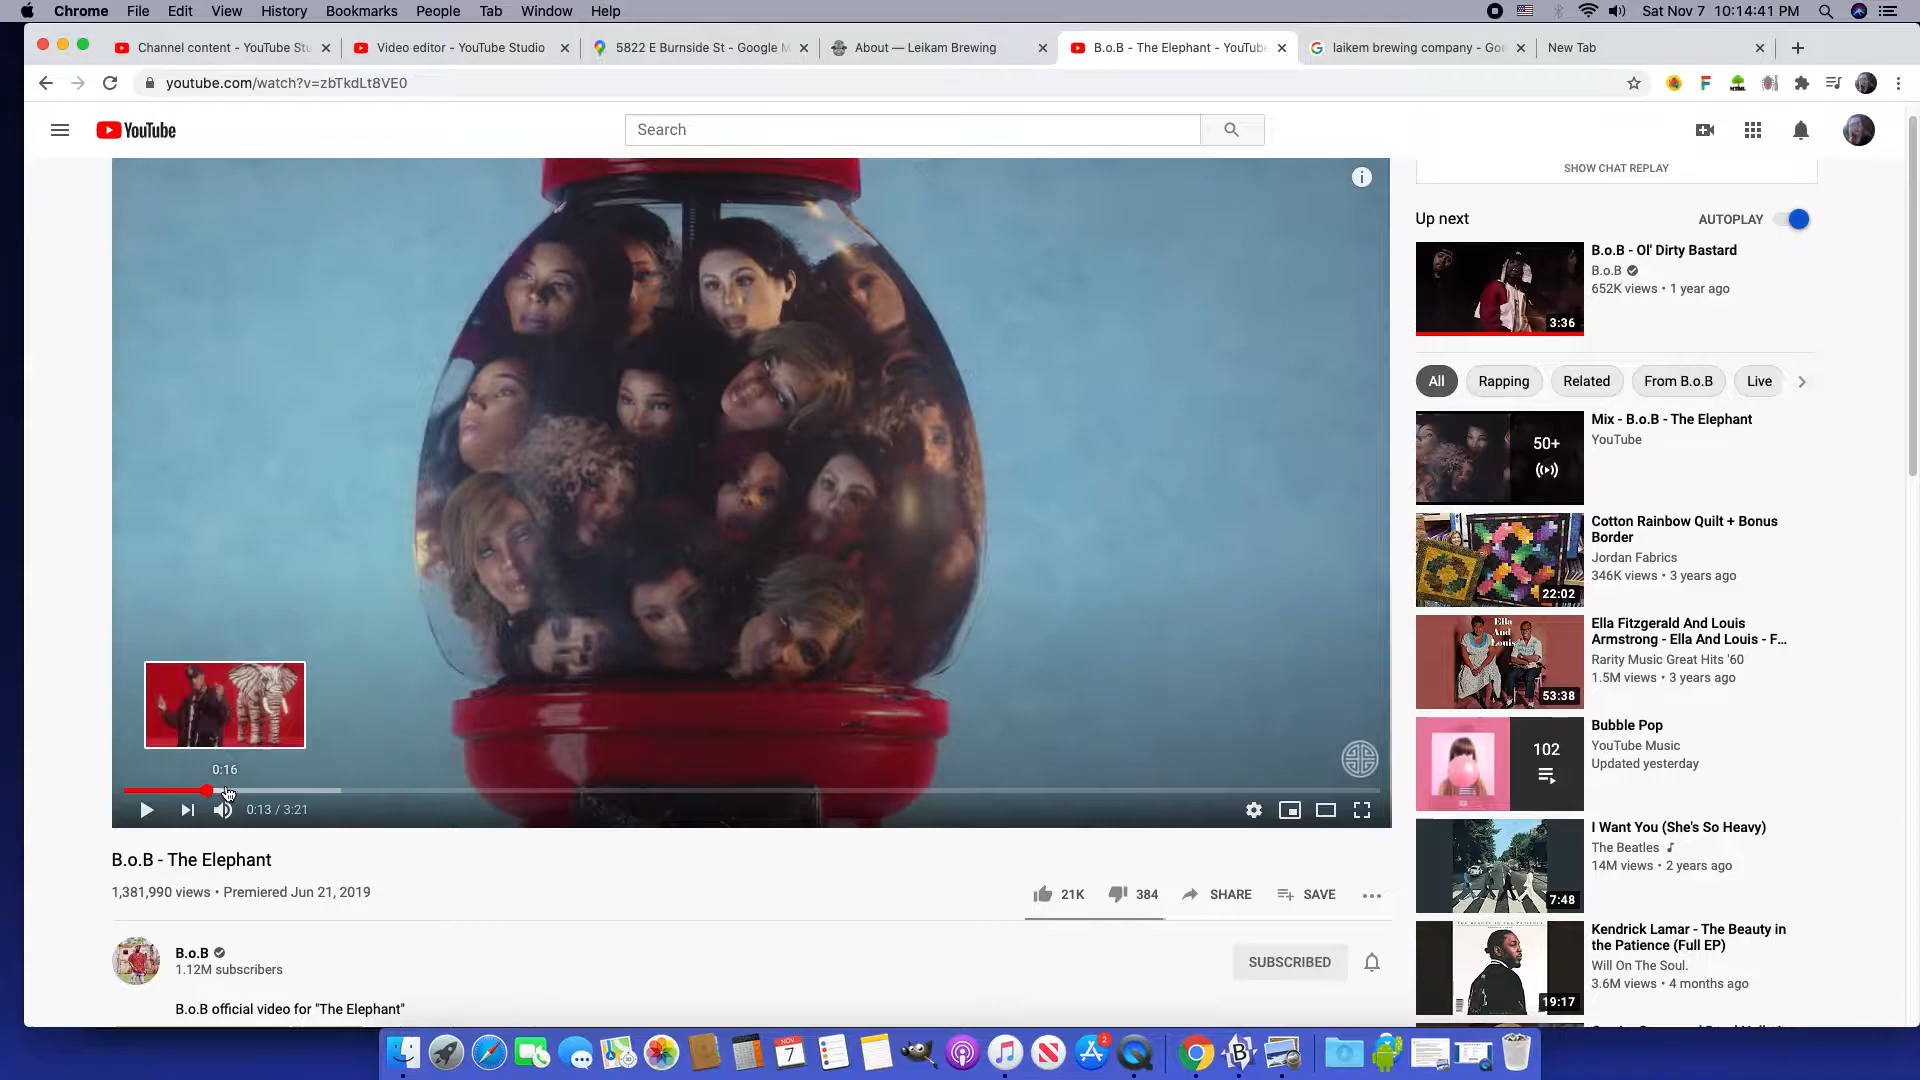 Chrome File Edit View History Bookmarks People Tab Window Help Sat Nov 7 10:14:41 PM
Channel content - YouTube Stu
Video editor - YouTube Studio
5822 E Burnside St - Google M
About — Leikam Brewing
B.o.B - The Elephant - YouTube
laikem brewing company - Goo
New Tab
youtube.com/watch?v=zbTkdLt8VE0
YouTube
Search
SHOW CHAT REPLAY
Up next
AUTOPLAY
B.o.B - Ol' Dirty Bastard
B.o.B
652K views • 1 year ago
3:36
All Rapping Related From B.o.B Live
Mix - B.o.B - The Elephant
YouTube
50+
Cotton Rainbow Quilt + Bonus
Border
Jordan Fabrics
346K views • 3 years ago
22:02
Ella Fitzgerald And Louis
Armstrong - Ella And Louis - F...
Rarity Music Great Hits '60
1.5M views • 3 years ago
Ella
And
Louis
53:38
Bubble Pop
YouTube Music
Updated yesterday
102
I Want You (She's So Heavy)
The Beatles
14M views • 2 years ago
7:48
Kendrick Lamar - The Beauty in
the Patience (Full EP)
Will On The Soul.
3.6M views • 4 months ago
19:17
0:16
0:13 / 3:21
B.o.B - The Elephant
1,381,990 views • Premiered Jun 21, 2019
21K 384 SHARE SAVE
B.o.B
1.12M subscribers
SUBSCRIBED
B.o.B official video for "The Elephant"
NOV
7
2